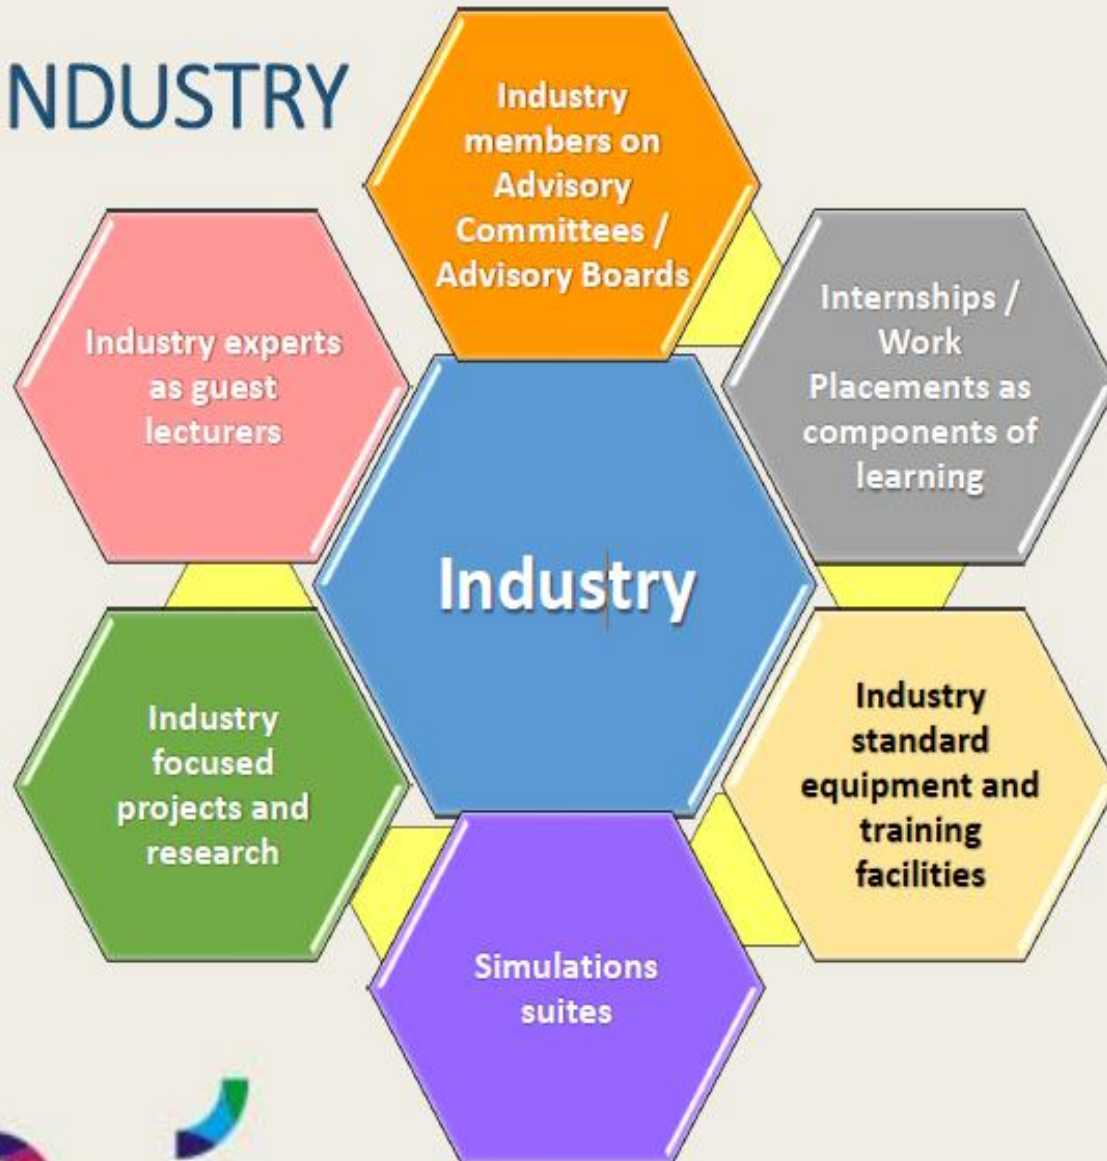 NDUSTRY
Industry
members on
Advisory
Committees /
Advisory Boards
Internships /
Work
Placements as
components of
learning
Industry experts
as guest
lecturers
Industry
Industry
standard
equipment and
training
facilities
Industry
focused
projects and
research
Simulations
suites